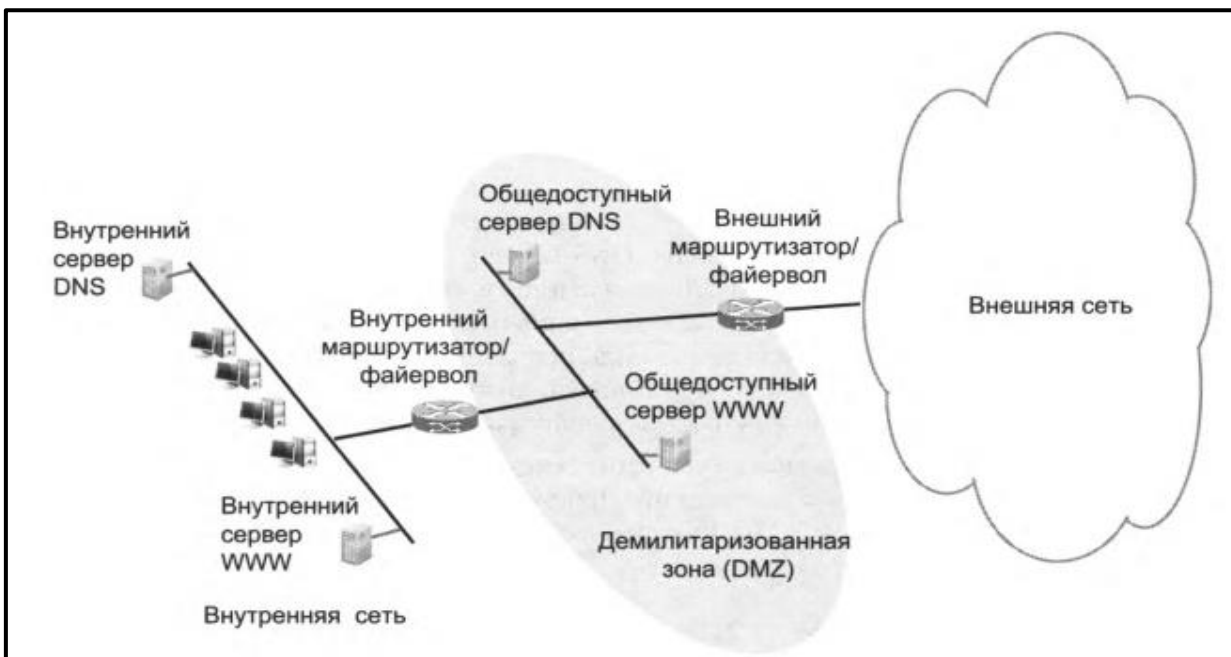 Внутренний
сервер
DNS
Внутренний
маршрутизатор/
файервол
Общедоступный
сервер DNS
Внешний
маршрутизатор/
файервол
Внешняя сеть
Общедоступный
сервер WWW
Внутренний
сервер
WWW
Внутренняя сеть
Демилитаризованная
зона (DMZ)